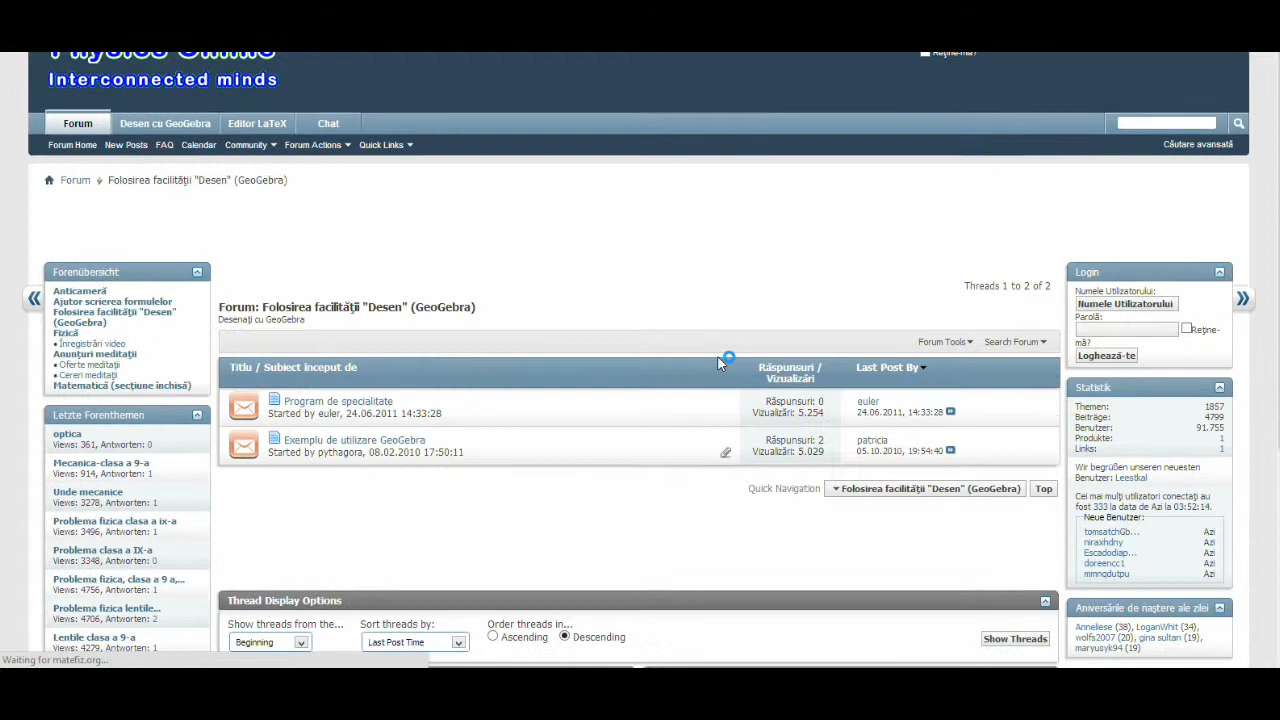 Physics Online
Interconnected minds
Reţine-mă?
Forum
Desen cu GeoGebra
Editor LaTeX
Chat
Forum Home
New Posts
FAQ
Calendar
Community
Forum Actions
Quick Links
Căutare avansată
Forum
Folosirea facilităţii "Desen" (GeoGebra)
Forenübersicht
Anticameră
Ajutor scrierea formulelor
Folosirea facilităţii "Desen"
(GeoGebra)
Fizică
• Înregistrări video
Anunţuri meditaţii
• Oferte meditaţii
• Cereri meditaţii
Matematică (secţiune închisă)
Letzte Forenthemen
optica
Views: 361, Antworten: 0
Mecanica-clasa a 9-a
Views: 914, Antworten: 1
Unde mecanice
Views: 3278, Antworten: 1
Problema fizica clasa a ix-a
Views: 3496, Antworten: 1
Problema clasa a IX-a
Views: 3348, Antworten: 0
Problema fizica, clasa a 9 a,...
Views: 4756, Antworten: 1
Problema fizica lentile...
Views: 4706, Antworten: 2
Lentile clasa a 9-a
Views: 4279, Antworten: 1
Threads 1 to 2 of 2
Forum: Folosirea facilităţii "Desen" (GeoGebra)
Desenaţi cu GeoGebra
Forum Tools
Search Forum
Titlu / Subiect început de
Răspunsuri /
Vizualizări
Last Post By
Program de specialitate
Started by euler, 24.06.2011 14:33:28
Răspunsuri: 0
Vizualizări: 5.254
euler
24.06.2011, 14:33:28
Exemplu de utilizare GeoGebra
Started by pythagora, 08.02.2010 17:50:11
Răspunsuri: 2
Vizualizări: 5.029
patricia
05.10.2010, 19:54:40
Quick Navigation
Folosirea facilităţii "Desen" (GeoGebra)
Top
Thread Display Options
Show threads from the...
Beginning
Sort threads by:
Last Post Time
Order threads in...
Ascending
Descending
Show Threads
Login
Numele Utilizatorului:
Numele Utilizatorului
Parolă:
Reţine-
mă?
Loghează-te
Statistik
Themen: 1857
Beiträge: 4799
Benutzer: 91.755
Produkte: 1
Links: 1
Wir begrüßen unseren neuesten
Benutzer: Leestkal
Cei mai mulţi utilizatori conectaţi au
fost 333 la data de Azi la 03:52:14.
Neue Benutzer:
tomsatchGb... Azi
niraxhdny Azi
Escadodiap... Azi
doreencc1 Azi
mmnqdutpu Azi
Aniversările de naştere ale zilei
Anneliese (38), LoganWhit (34),
wolfs2007 (20), gina sultan (19),
maryusyk94 (19)
Waiting for matefiz.org...